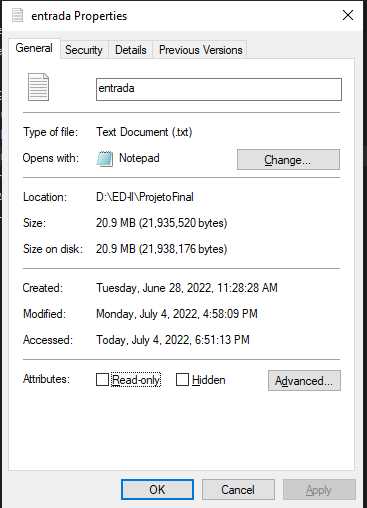 entrada Properties
General Security Details Previous Versions
entrada
Type of file: Text Document (.txt)
Opens with: Notepad Change...
Location: D:\ED-II\ProjetoFinal
Size: 20.9 MB (21,935,520 bytes)
Size on disk: 20.9 MB (21,938,176 bytes)
Created: Tuesday, June 28, 2022, 11:28:28 AM
Modified: Monday, July 4, 2022, 4:58:09 PM
Accessed: Today, July 4, 2022, 6:51:13 PM
Attributes: Read-only Hidden Advanced...
OK Cancel Apply